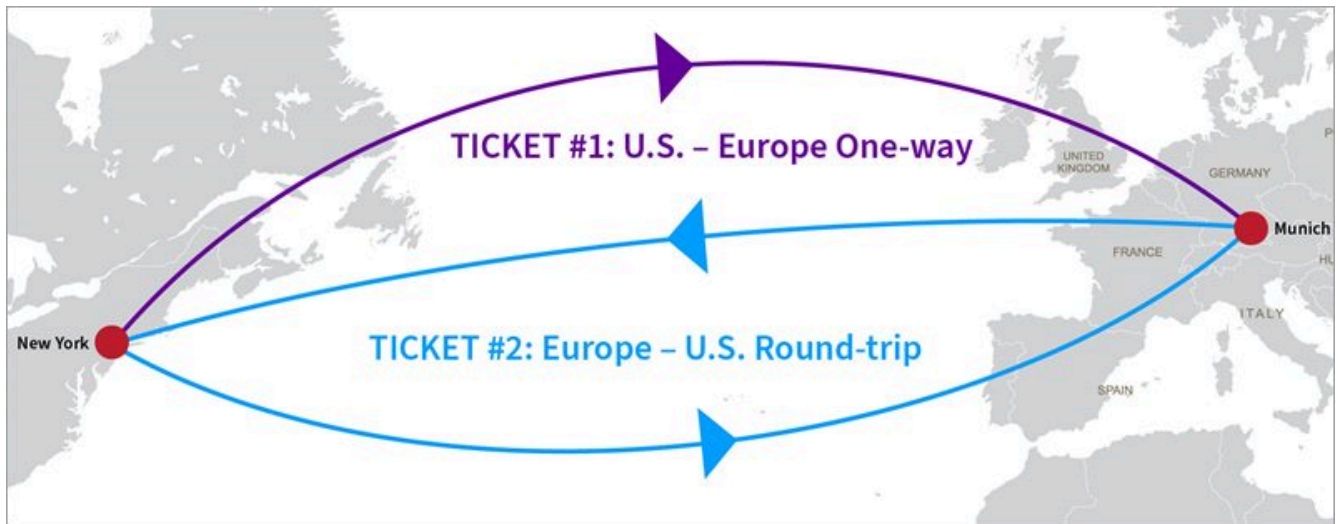 TICKET #1: U.S. – Europe One-way
UNITED
KINGDOM
GERMANY
Munich
FRANCE
ITALY
New York
TICKET #2: Europe – U.S. Round-trip
SPAIN